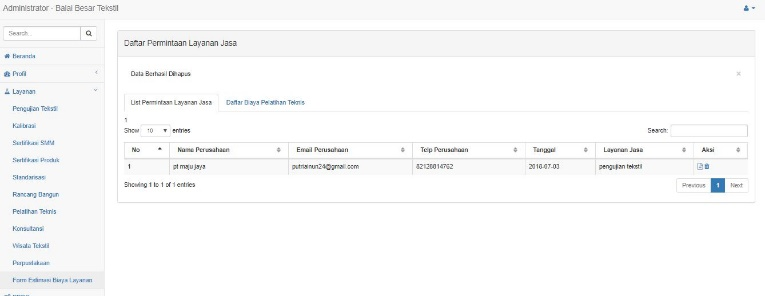 Administrator - Balai Besar Tekstil
Search...
Beranda
Profil
Layanan
Pengujian Tekstil
Kalibrasi
Sertifikasi SMM
Sertifikasi Produk
Standarisasi
Rancang Bangun
Pelatihan Teknis
Konsultansi
Wisata Tekstil
Perpustakaan
Form Estimasi Biaya Layanan
Daftar Permintaan Layanan Jasa
Data Berhasil Dihapus ×
List Permintaan Layanan Jasa Daftar Biaya Pelatihan Teknis
1
Show 10 entries Search:
No Nama Perusahaan Email Perusahaan Telp Perusahaan Tanggal Layanan Jasa Aksi
1 pt maju jaya putriainun24@gmail.com 82128814762 2018-07-03 pengujian tekstil
Showing 1 to 1 of 1 entries Previous 1 Next